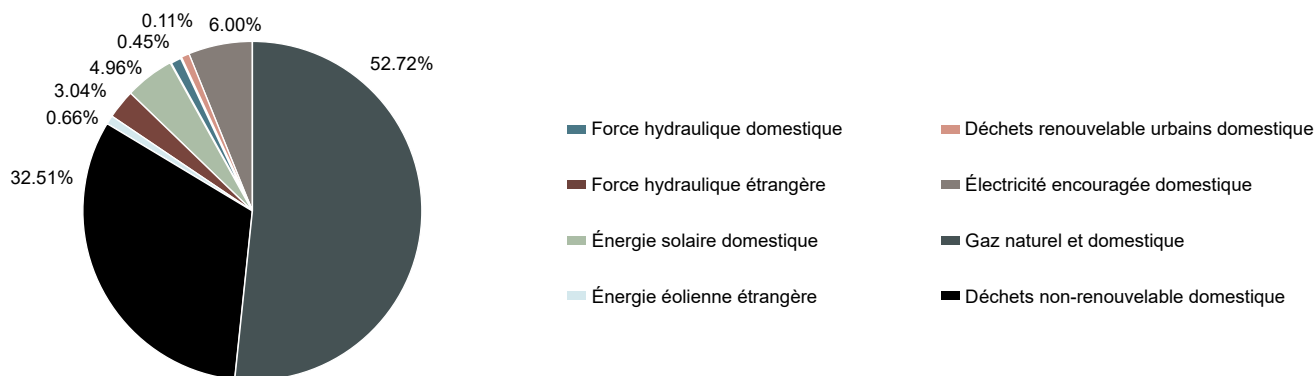 0.11%
6.00%
0.45%
52.72%
4.96%
3.04%
0.66%
32.51%
Force hydraulique domestique
Déchets renouvelable urbains domestique
Force hydraulique étrangère
Électricité encouragée domestique
Énergie solaire domestique
Gaz naturel et domestique
Énergie éolienne étrangère
Déchets non-renouvelable domestique